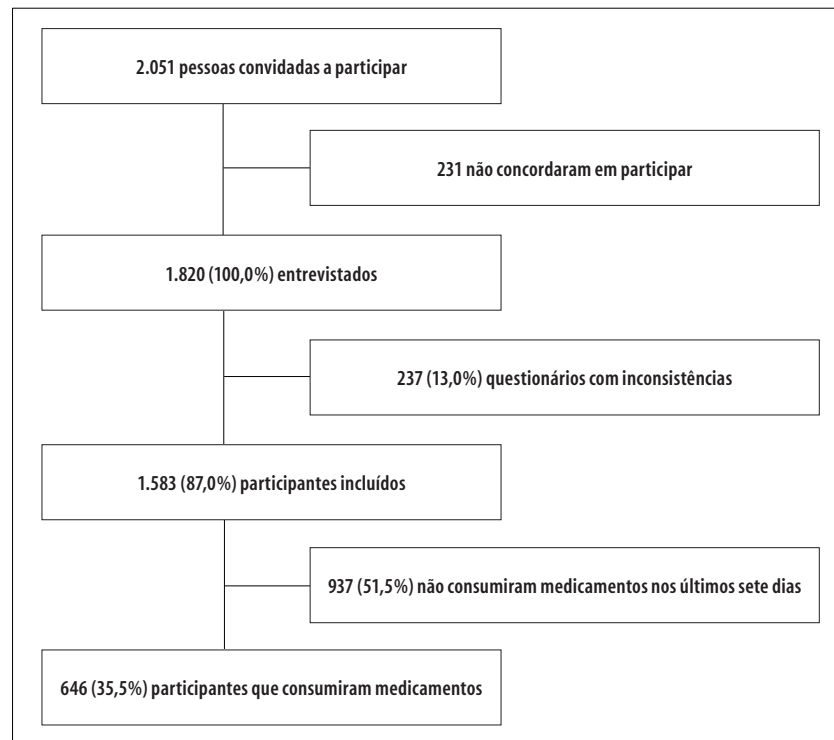 2.051 pessoas convidadas a participar
231 não concordaram em participar
1.820 (100,0%) entrevistados
237 (13,0%) questionários com inconsistências
1.583 (87,0%) participantes incluídos
937 (51,5%) não consumiram medicamentos nos últimos sete dias
646 (35,5%) participantes que consumiram medicamentos